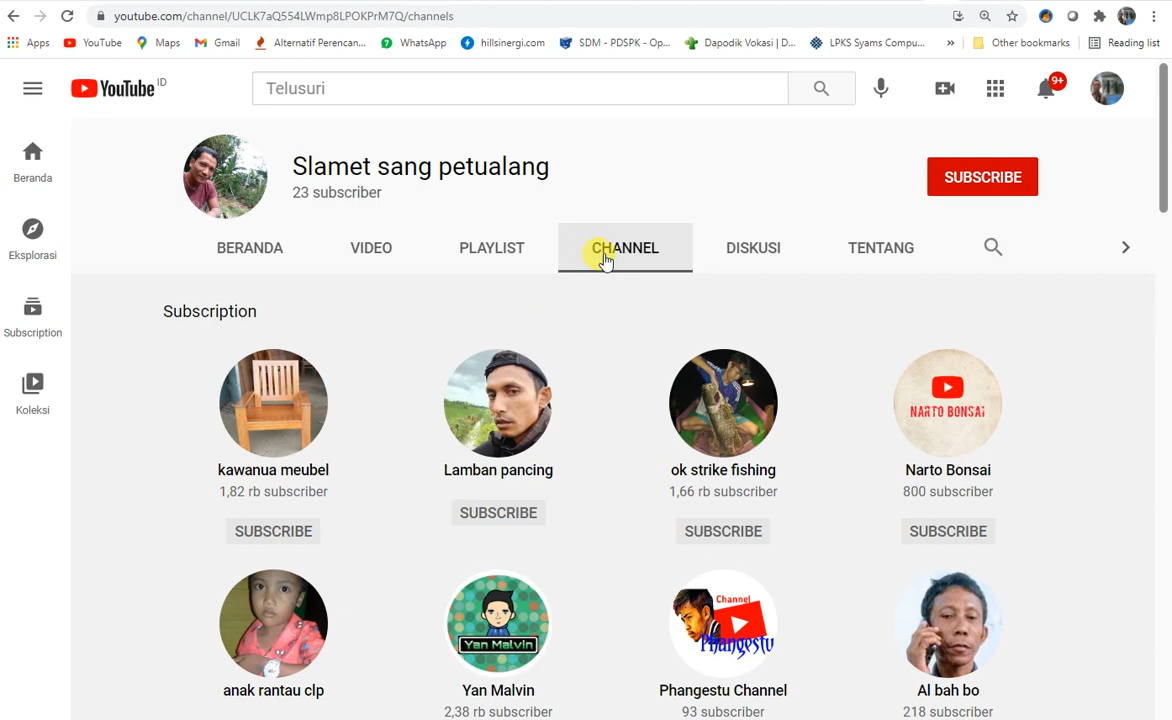 youtube.com/channel/UCLK7aQ554LWmp8LPOKPrM7Q/channels
Apps YouTube Maps Gmail Alternatif Perencan... WhatsApp hillsinergi.com SDM - PDSPK - Op... Dapodik Vokasi | D... LPKS Syams Compu... » Other bookmarks Reading list
YouTube ID Telusuri 9+
Slamet sang petualang
23 subscriber
SUBSCRIBE
BERANDA VIDEO PLAYLIST CHANNEL DISKUSI TENTANG
Beranda
Eksplorasi
Subscription
Koleksi
Subscription
NARTO BONSAI
kawanua meubel Lamban pancing ok strike fishing Narto Bonsai
1,82 rb subscriber 1,66 rb subscriber 800 subscriber
SUBSCRIBE SUBSCRIBE SUBSCRIBE SUBSCRIBE
Yan Malvin
Channel
Phangestu
anak rantau clp Yan Malvin Phangestu Channel Al bah bo
2,38 rb subscriber 93 subscriber 218 subscriber